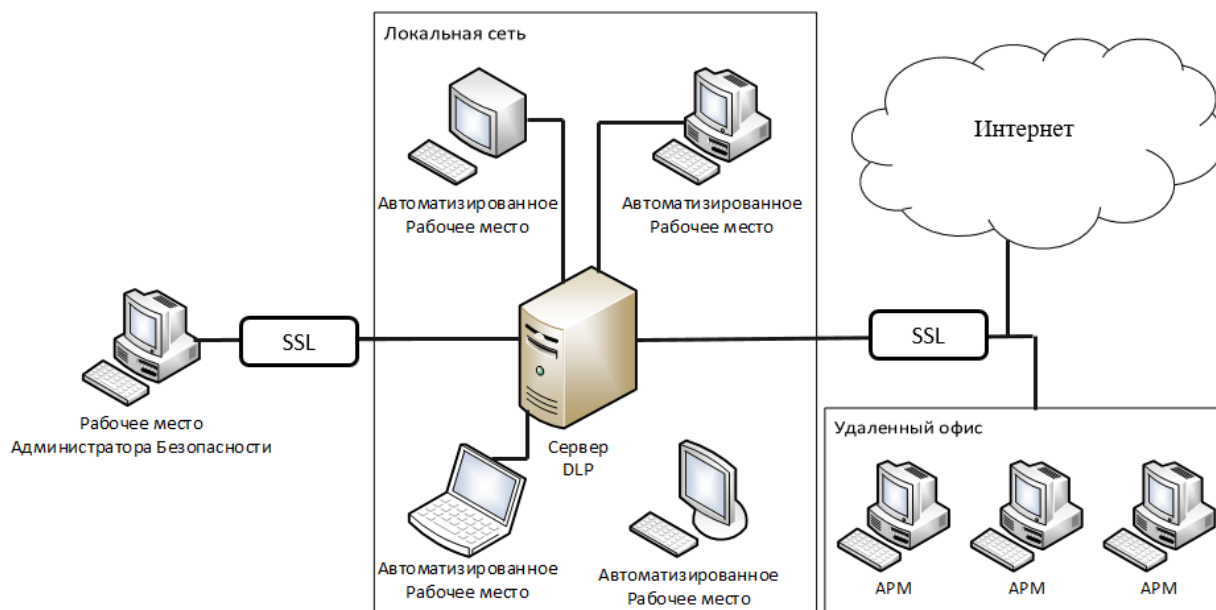 Локальная сеть
Автоматизированное
Рабочее место
Автоматизированное
Рабочее место
Интернет
SSL
SSL
Рабочее место
Администратора Безопасности
Сервер
DLP
Удаленный офис
Автоматизированное
Рабочее место
Автоматизированное
Рабочее место
АРМ
АРМ
АРМ